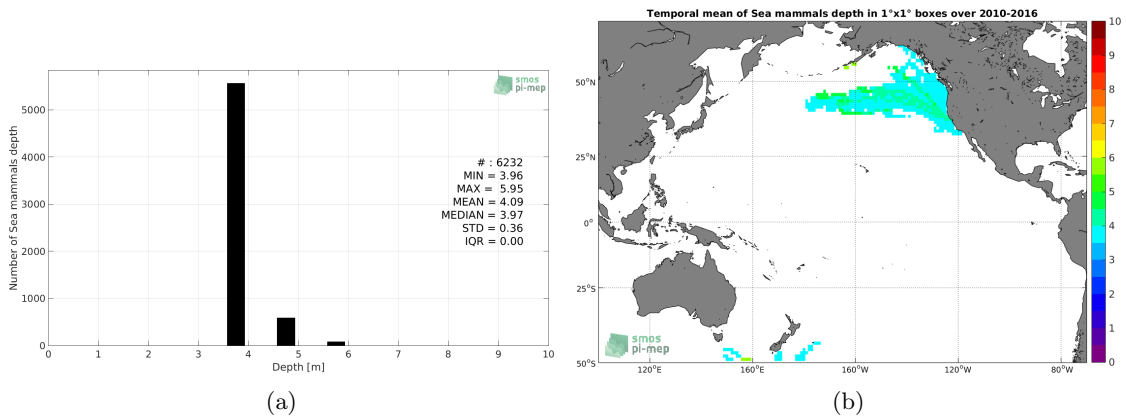 smos
pi-mep
Number of Sea mammals depth
5000
4000
3000
2000
1000
0
# : 6232
MIN = 3.96
MAX = 5.95
MEAN = 4.09
MEDIAN = 3.97
STD = 0.36
IQR = 0.00
0 1 2 3 4 5 6 7 8 9 10
Depth [m]
(a)
Temporal mean of Sea mammals depth in 1°x1° boxes over 2010-2016
50°N
25°N
0°
25°S
50°S
120°E 160°E 160°W 120°W 80°W
smos
pi-mep
10
9
8
7
6
5
4
3
2
1
0
(b)